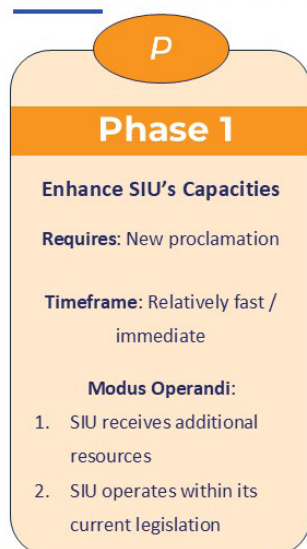 P
Phase 1
Enhance SIU's Capacities
Requires: New proclamation
Timeframe: Relatively fast /
immediate
Modus Operandi:
1. SIU receives additional
resources
2. SIU operates within its
current legislation